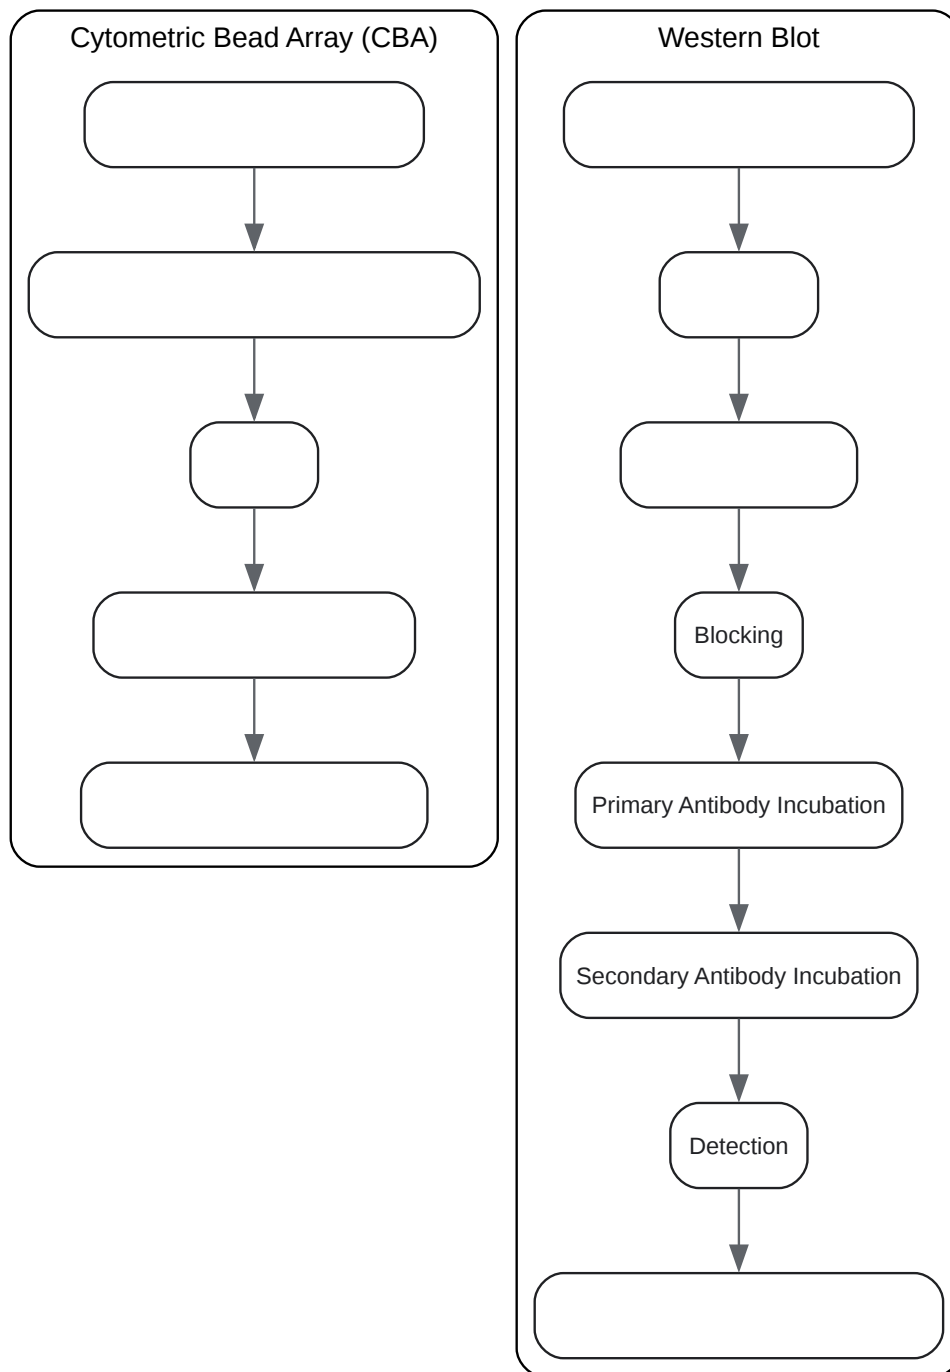 Cytometric Bead Array (CBA)
Western Blot
Blocking
Primary Antibody Incubation
Secondary Antibody Incubation
Detection